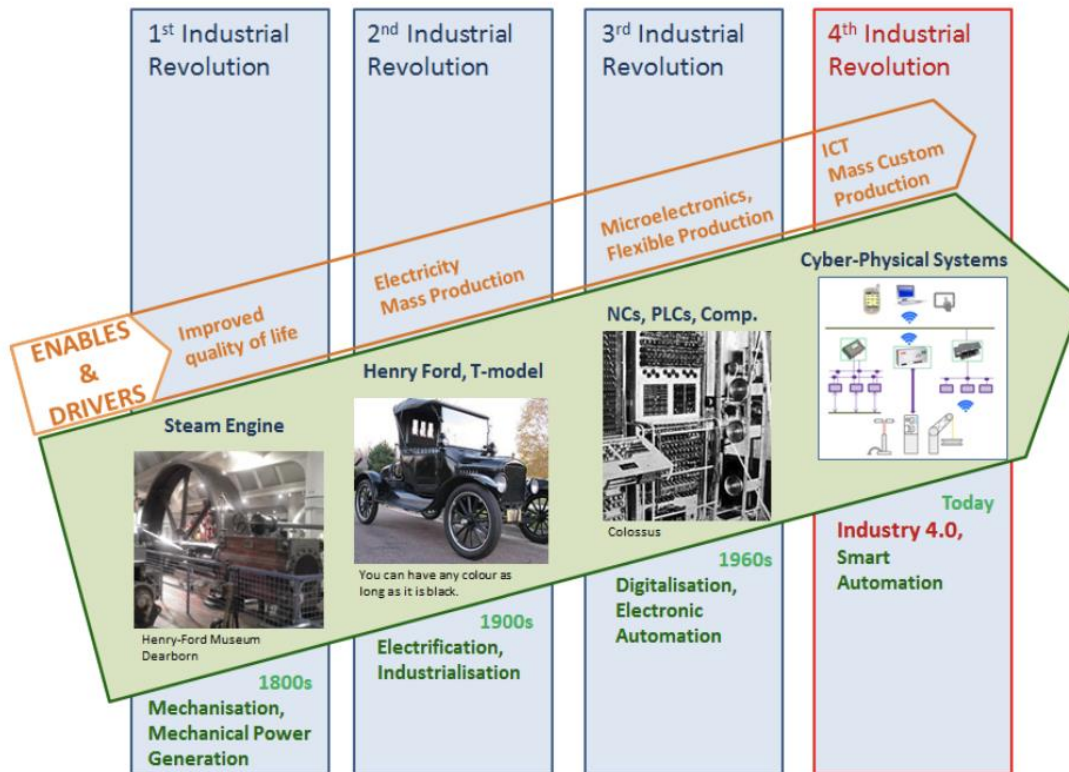 1st Industrial
Revolution
2nd Industrial
Revolution
3rd Industrial
Revolution
4th Industrial
Revolution
ENABLES
&
DRIVERS
Improved
quality of life
Electricity
Mass Production
Microelectronics,
Flexible Production
ICT
Mass Custom
Production
Steam Engine
Henry-Ford Museum
Dearborn
1800s
Mechanisation,
Mechanical Power
Generation
Henry Ford, T-model
You can have any colour as
long as it is black.
1900s
Electrification,
Industrialisation
NCs, PLCs, Comp.
Colossus
1960s
Digitalisation,
Electronic
Automation
Cyber-Physical Systems
Today
Industry 4.0,
Smart
Automation